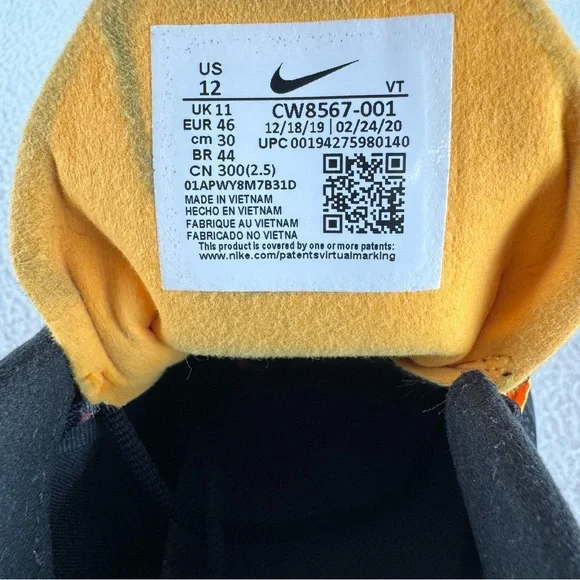 US
12
VT
UK 11
CW8567-001
EUR 46
12/18/19 | 02/24/20
cm 30
UPC 00194275980140
BR 44
CN 300(2.5)
01APWY8M7B31D
MADE IN VIETNAM
HECHO EN VIETNAM
FABRIQUE AU VIETNAM
FABRICADO NO VIETNA
This product is covered by one or more patents:
www.nike.com/patentsvirtualmarking